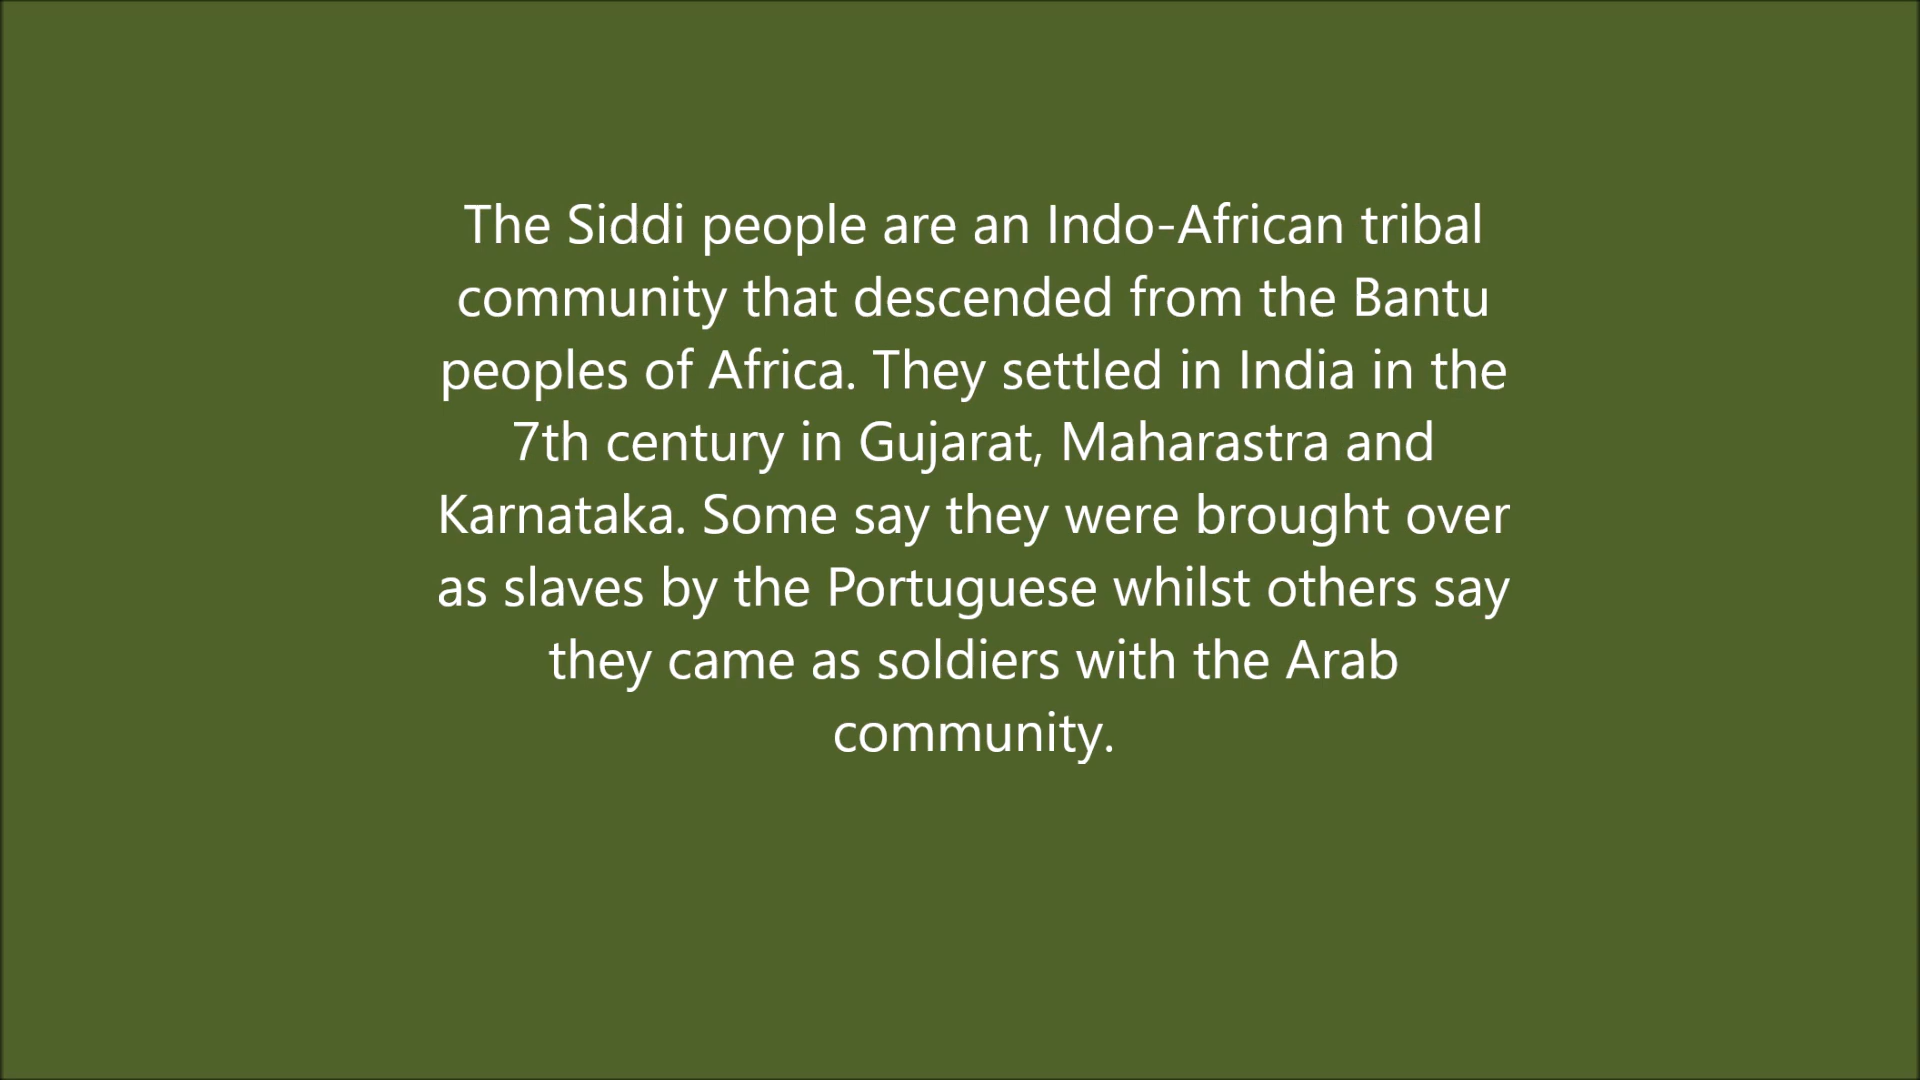 The Siddi people are an Indo-African tribal
community that descended from the Bantu
peoples of Africa. They settled in India in the
7th century in Gujarat, Maharastra and
Karnataka. Some say they were brought over
as slaves by the Portuguese whilst others say
they came as soldiers with the Arab
community.